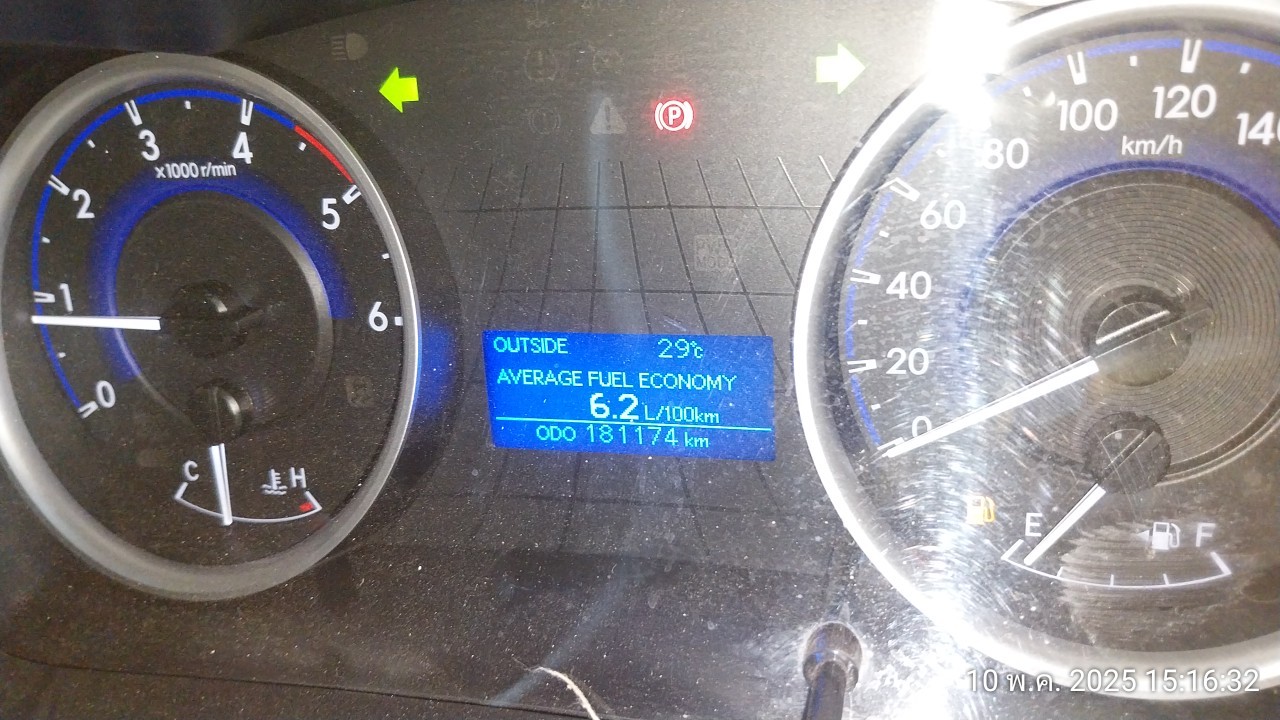 0
1
2
3
4
5
6
x1000 r/min
C
H
P
OUTSIDE 29℃
AVERAGE FUEL ECONOMY
6.2 L/100km
ODO 181174 km
0
20
40
60
80
100
120
km/h
E
F
10 พ.ค. 2025 15:16:32